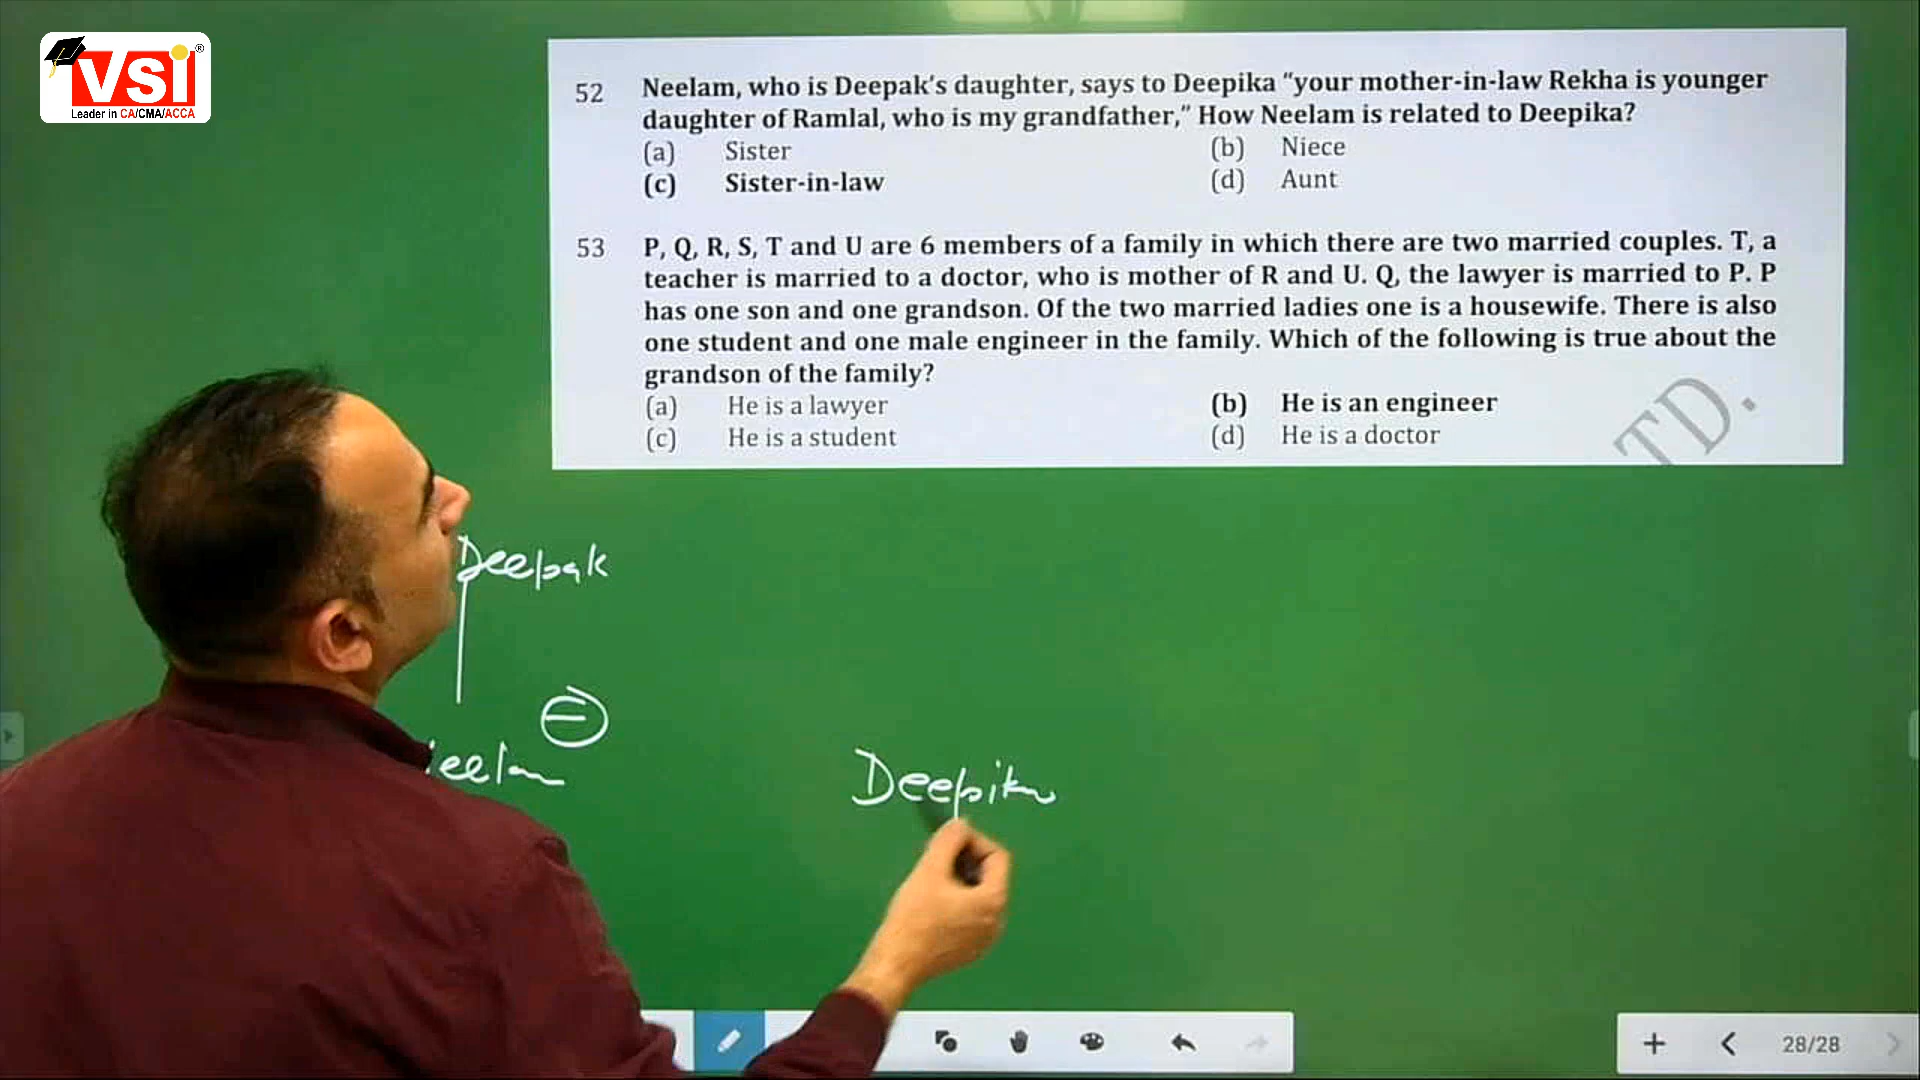 VSI ®
Leader in CA/CMA/ACCA
52 Neelam, who is Deepak's daughter, says to Deepika "your mother-in-law Rekha is younger
daughter of Ramlal, who is my grandfather," How Neelam is related to Deepika?
(a) Sister (b) Niece
(c) Sister-in-law (d) Aunt
53 P, Q, R, S, T and U are 6 members of a family in which there are two married couples. T, a
teacher is married to a doctor, who is mother of R and U. Q, the lawyer is married to P. P
has one son and one grandson. Of the two married ladies one is a housewife. There is also
one student and one male engineer in the family. Which of the following is true about the
grandson of the family?
(a) He is a lawyer (b) He is an engineer
(c) He is a student (d) He is a doctor
TD.
Deepak
eelam
Deepika
28/28